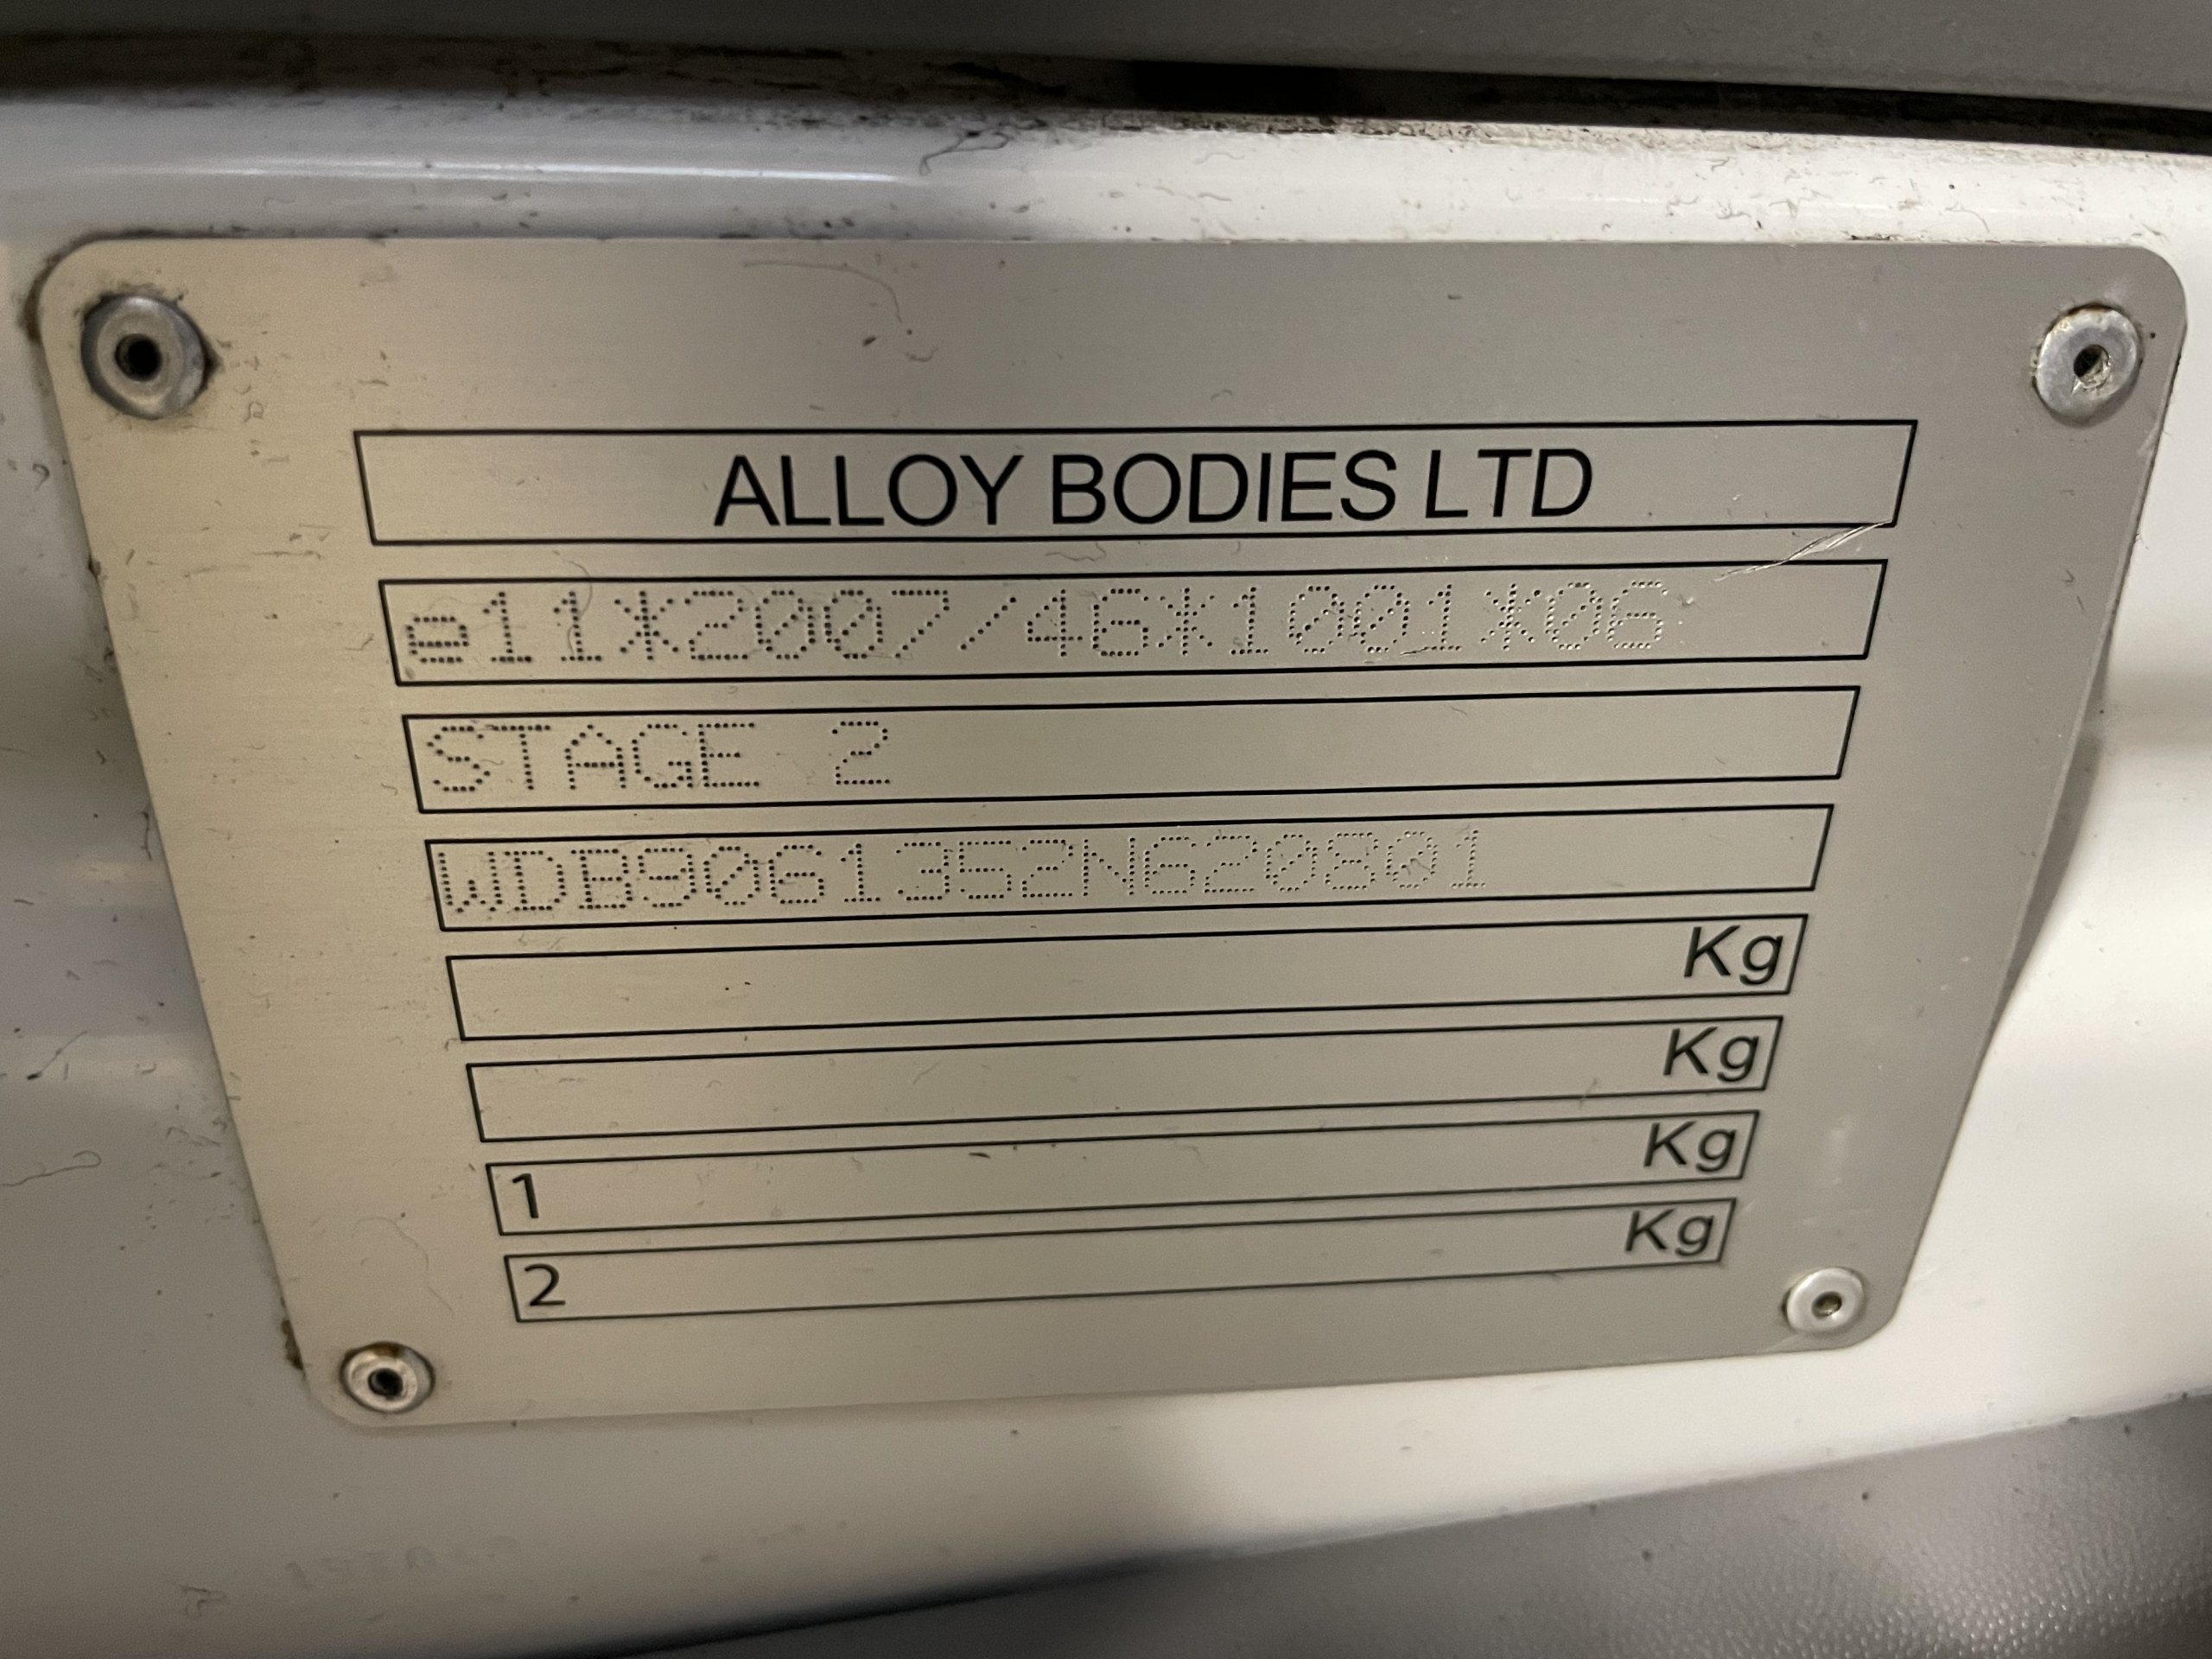 ALLOY BODIES LTD
e11*2007/46*1001*06
STAGE 2
WDB9061352N620801
Kg
Kg
1 Kg
2 Kg